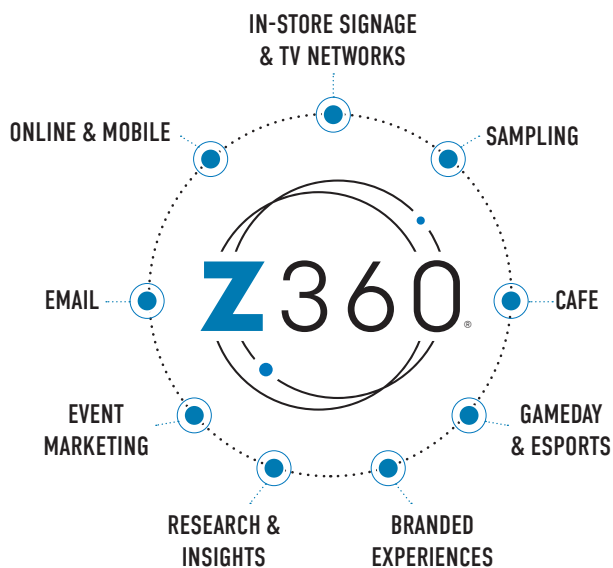 IN-STORE SIGNAGE
& TV NETWORKS
ONLINE & MOBILE
SAMPLING
Z360®
EMAIL
CAFE
EVENT
MARKETING
GAMEDAY
& ESPORTS
RESEARCH &
INSIGHTS
BRANDED
EXPERIENCES